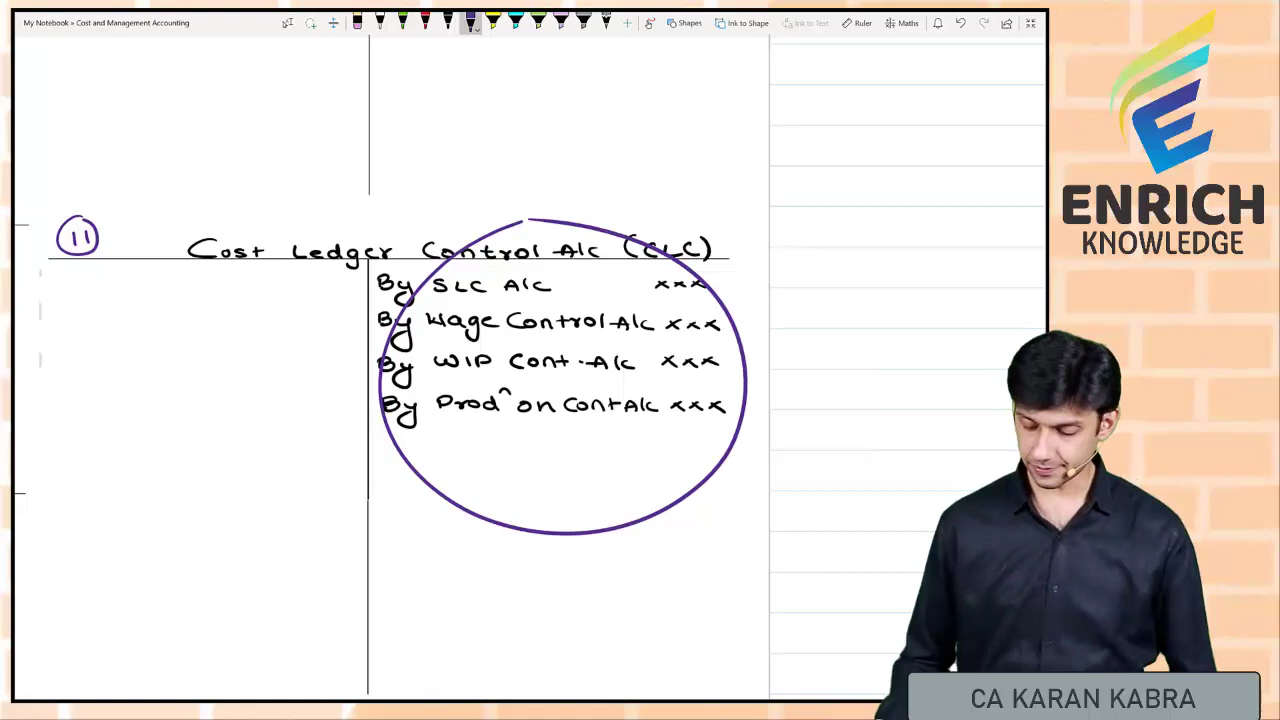 My Notebook > Cost and Management Accounting
Shapes
Ink to Shape
Ink to Text
Ruler
Maths
11
Cost Ledger Control A/c (CLC)
By SLC A/c xxx
By Wage Control A/c xxx
By WIP Cont. A/c xxx
By Prod^n OH Cont A/c xxx
ENRICH
KNOWLEDGE
CA KARAN KABRA